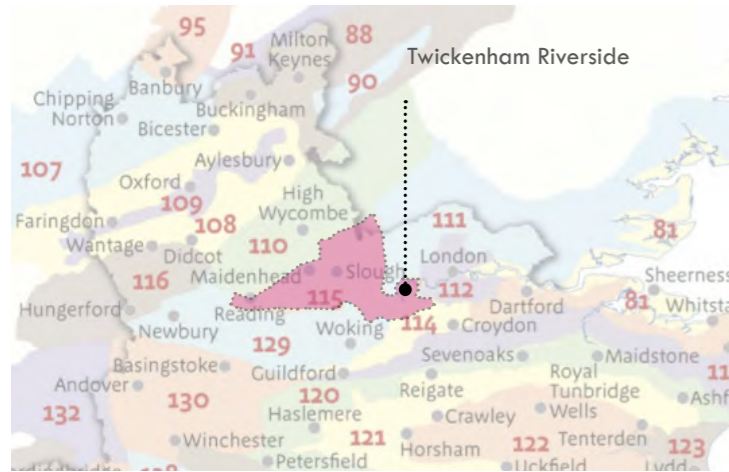 95
91
Milton
Keynes
88
Twickenham Riverside
Banbury
Buckingham
90
Chipping
Norton
Bicester
Aylesbury
107
Oxford
109
High
Wycombe
Faringdon
108
111
81
Wantage
Didcot
110
London
116
Maidenhead
Slough
112
Sheerness
Hungerford
115
Dartford
81
Reading
114
Croydon
Newbury
129
Woking
Sevenoaks
Maidstone
Basingstoke
Guildford
Royal
Tunbridge
Wells
Andover
120
Reigate
132
130
Haslemere
Crawley
Winchester
121
Horsham
122
Tenterden
123
Petersfield
Uckfield